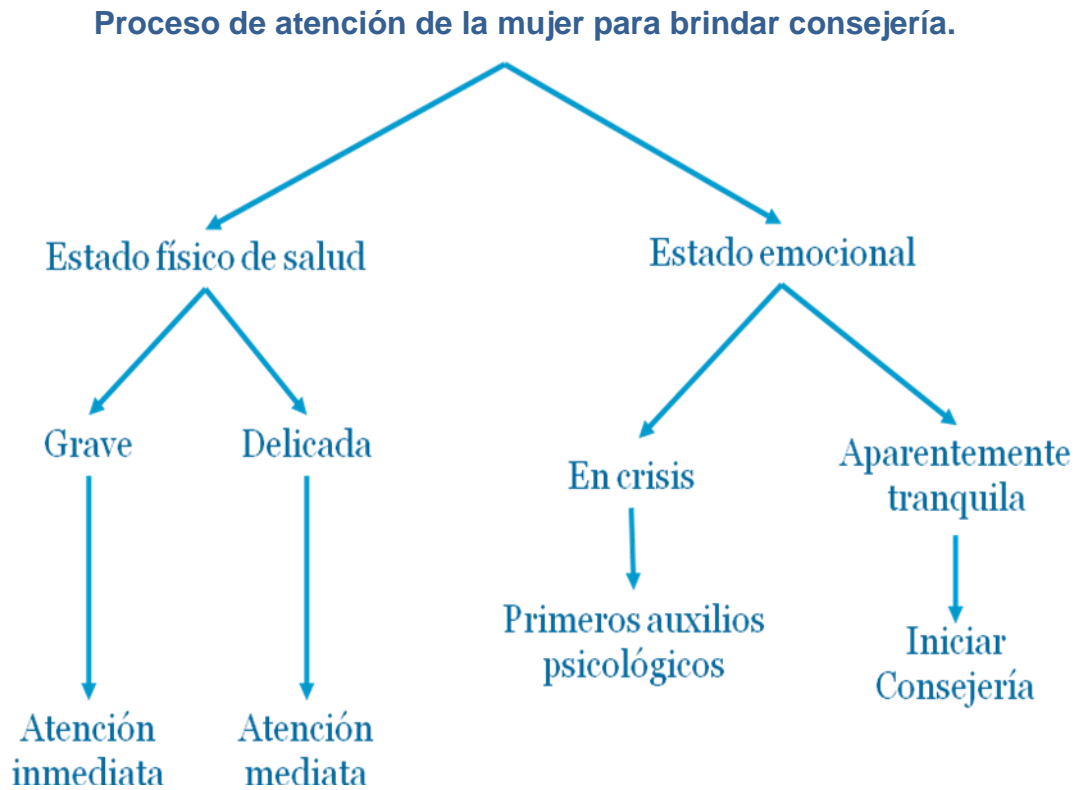 Proceso de atención de la mujer para brindar consejería.
Estado físico de salud
Estado emocional
Grave
Delicada
En crisis
Aparentemente
tranquila
Primeros auxilios
psicológicos
Iniciar
Consejería
Atención
inmediata
Atención
mediata